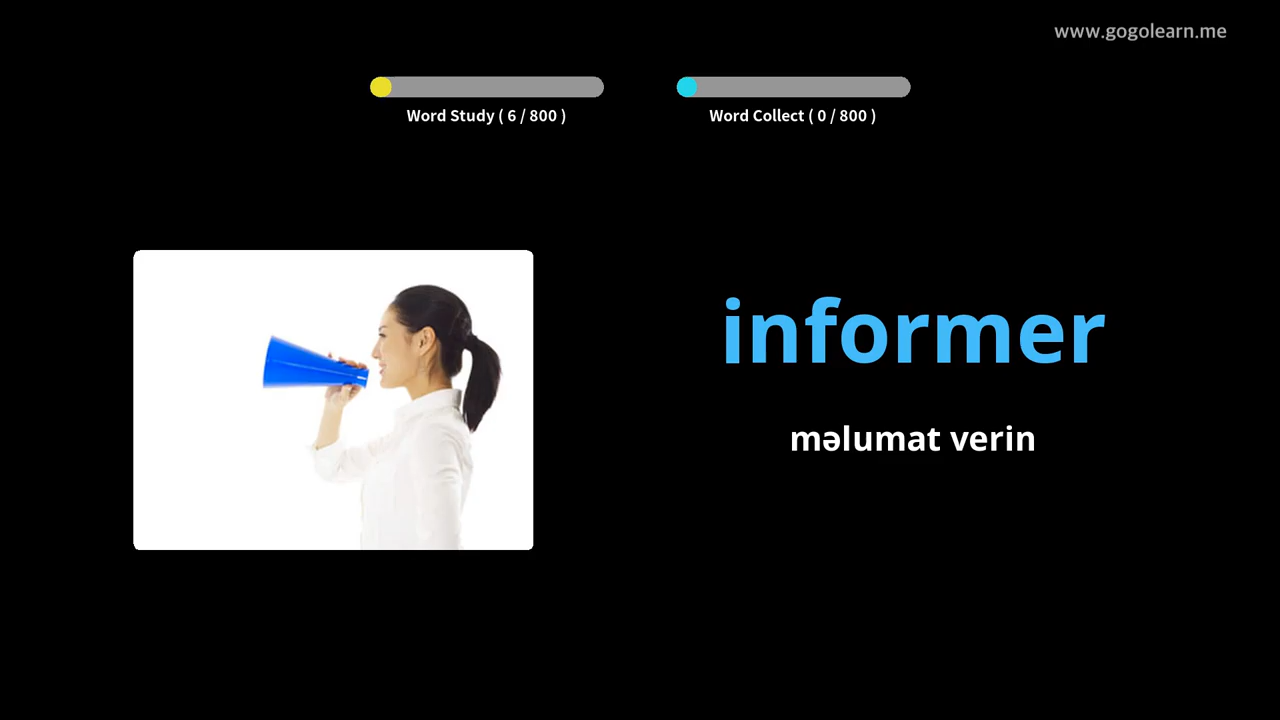 www.gogolearn.me
Word Study ( 6 / 800 )
Word Collect ( 0 / 800 )
informer
məlumat verin